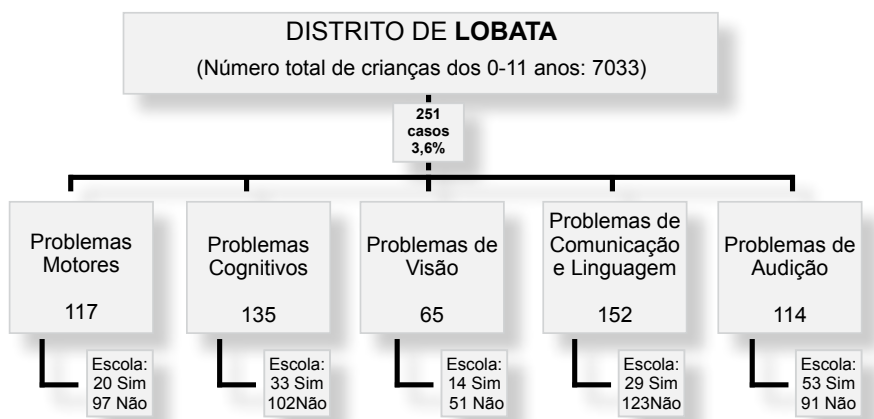 DISTRITO DE LOBATA
(Número total de crianças dos 0-11 anos: 7033)
251
casos
3,6%
Problemas
Motores
117
Problemas
Cognitivos
135
Problemas de
Visão
65
Problemas de
Comunicação
e Linguagem
152
Problemas de
Audição
114
Escola:
20 Sim
97 Não
Escola:
33 Sim
102Não
Escola:
14 Sim
51 Não
Escola:
29 Sim
123Não
Escola:
53 Sim
91 Não